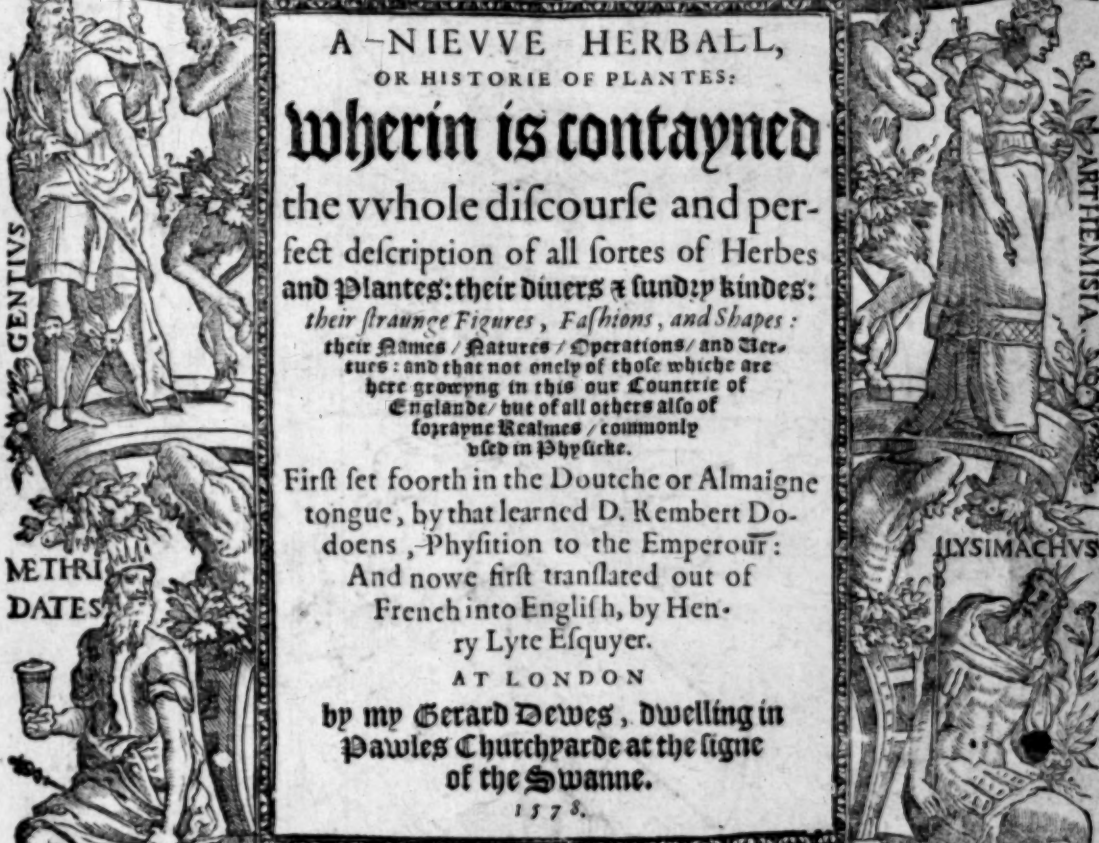 A NIEVVE HERBALL,
OR HISTORIE OF PLANTES:
wherin is contayned
the vvhole diſcourſe and per-
fect deſcription of all ſortes of Herbes
and Plantes: their diuers & ſundry kindes:
their ſtraunge Figures, Faſhions, and Shapes:
their Names / Natures / Operations / and Ver-
tues: and that not onely of thoſe whiche are
here growyng in this our Countrie of
Englande / but of all others alſo of
forrayne Realmes / commonly
vſed in Phyſicke.
Firſt ſet foorth in the Doutche or Almaigne
tongue, by that learned D. Rembert Do-
doens, Phyſition to the Emperour:
And nowe firſt tranſlated out of
French into Engliſh, by Hen-
ry Lyte Eſquyer.
AT LONDON
by my Gerard Dewes, dwelling in
Pawles Churchyarde at the ſigne
of the Swanne.
1578.
GENTIVS
ARTHEMISIA
METHRI
DATES
LYSIMACHVS